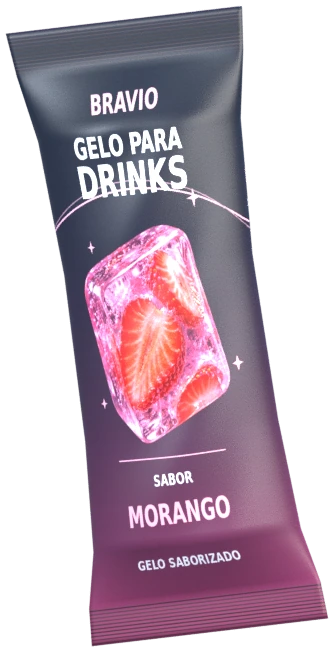 BRAVIO
GELO PARA
DRINKS
SABOR
MORANGO
GELO SABORIZADO